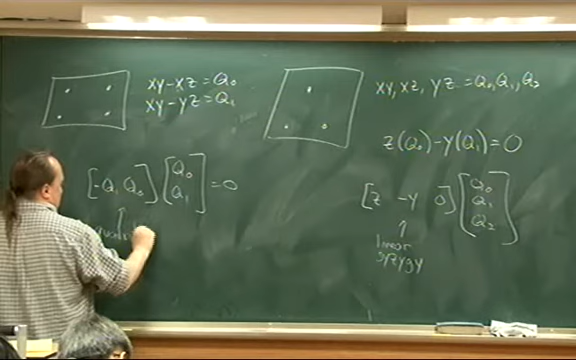 xy-xz = Q₀
xy-yz = Q₁
[-Q₁ Q₀] [Q₀ Q₁] = 0
xy, xz, yz = Q₀, Q₁, Q₂
z(Q₀) - y(Q₁) = 0
[z -y 0] [Q₀ Q₁ Q₂]
↑
linear
syzygy